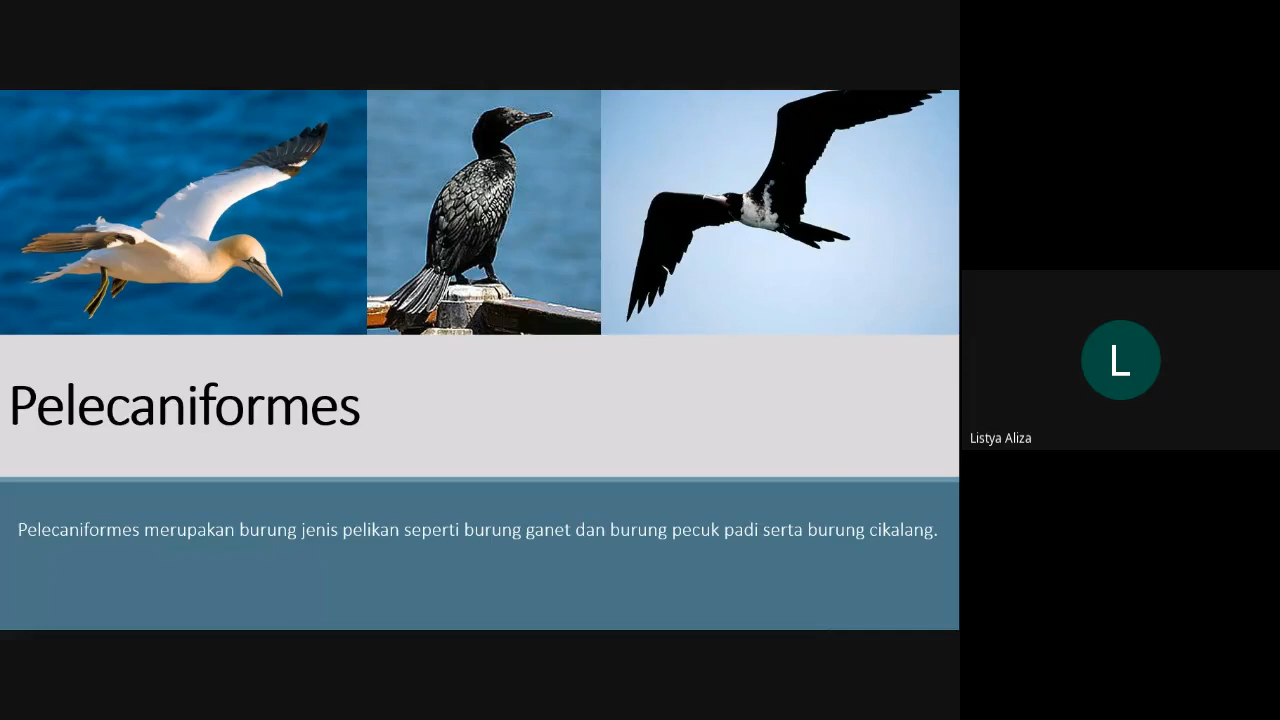 Pelecaniformes
Pelecaniformes merupakan burung jenis pelikan seperti burung ganet dan burung pecuk padi serta burung cikalang.
L
Listya Aliza